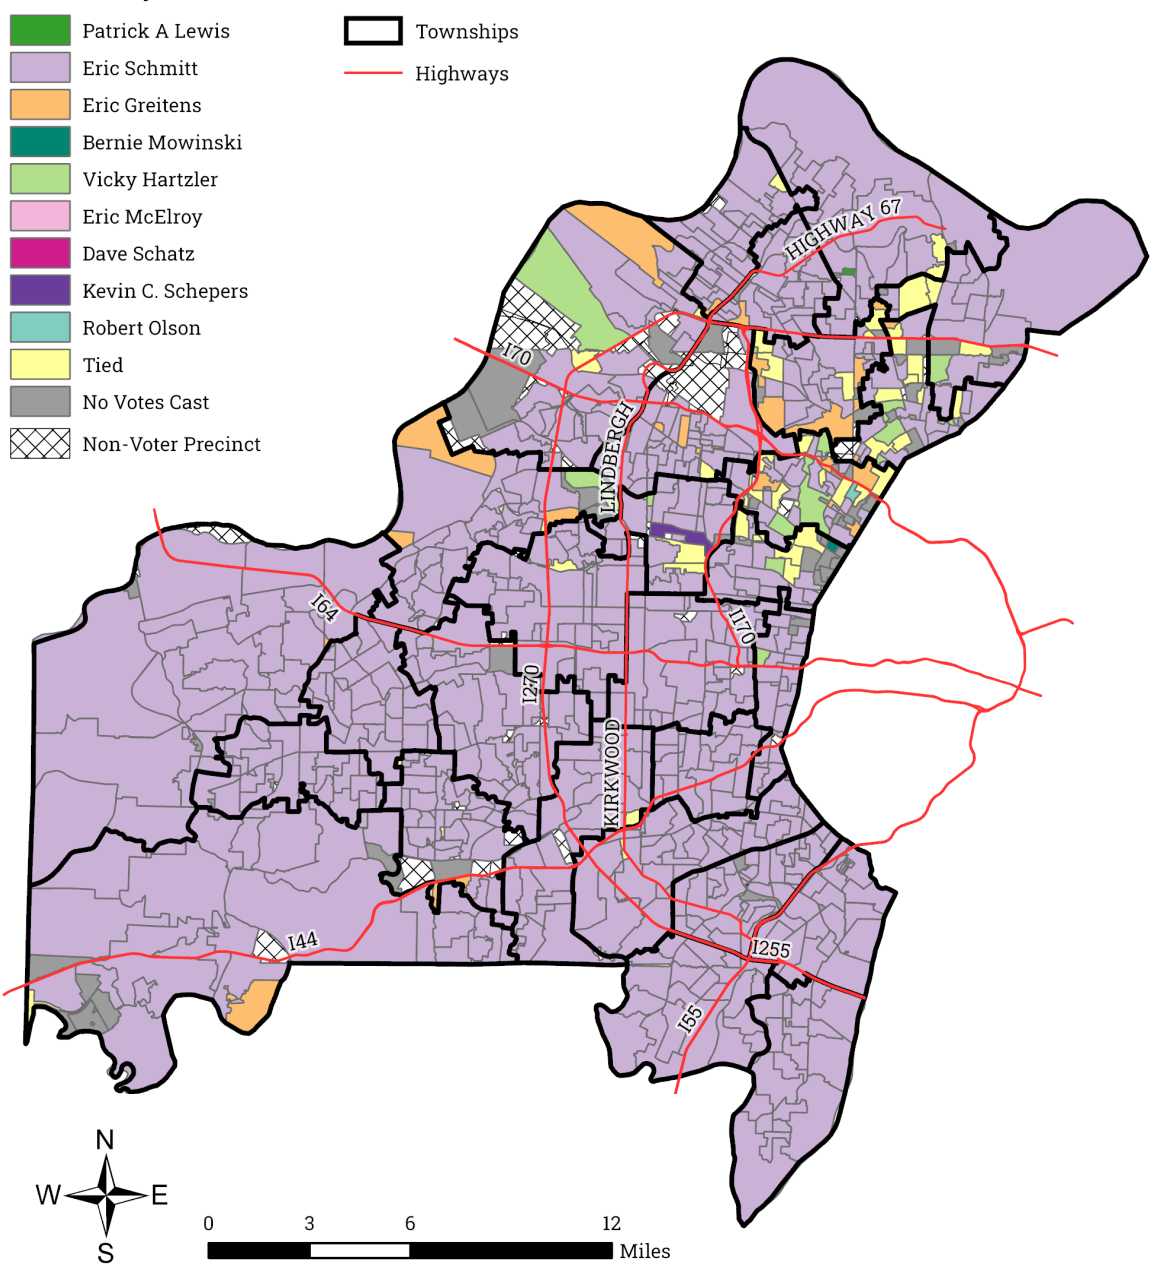 Patrick A Lewis
Eric Schmitt
Eric Greitens
Bernie Mowinski
Vicky Hartzler
Eric McElroy
Dave Schatz
Kevin C. Schepers
Robert Olson
Tied
No Votes Cast
Non-Voter Precinct
Townships
Highways
HIGHWAY 67
I70
LINDBERGH
I64
I170
I270
KIRKWOOD
I44
I255
I55
N
W E
S
0 3 6 12
Miles